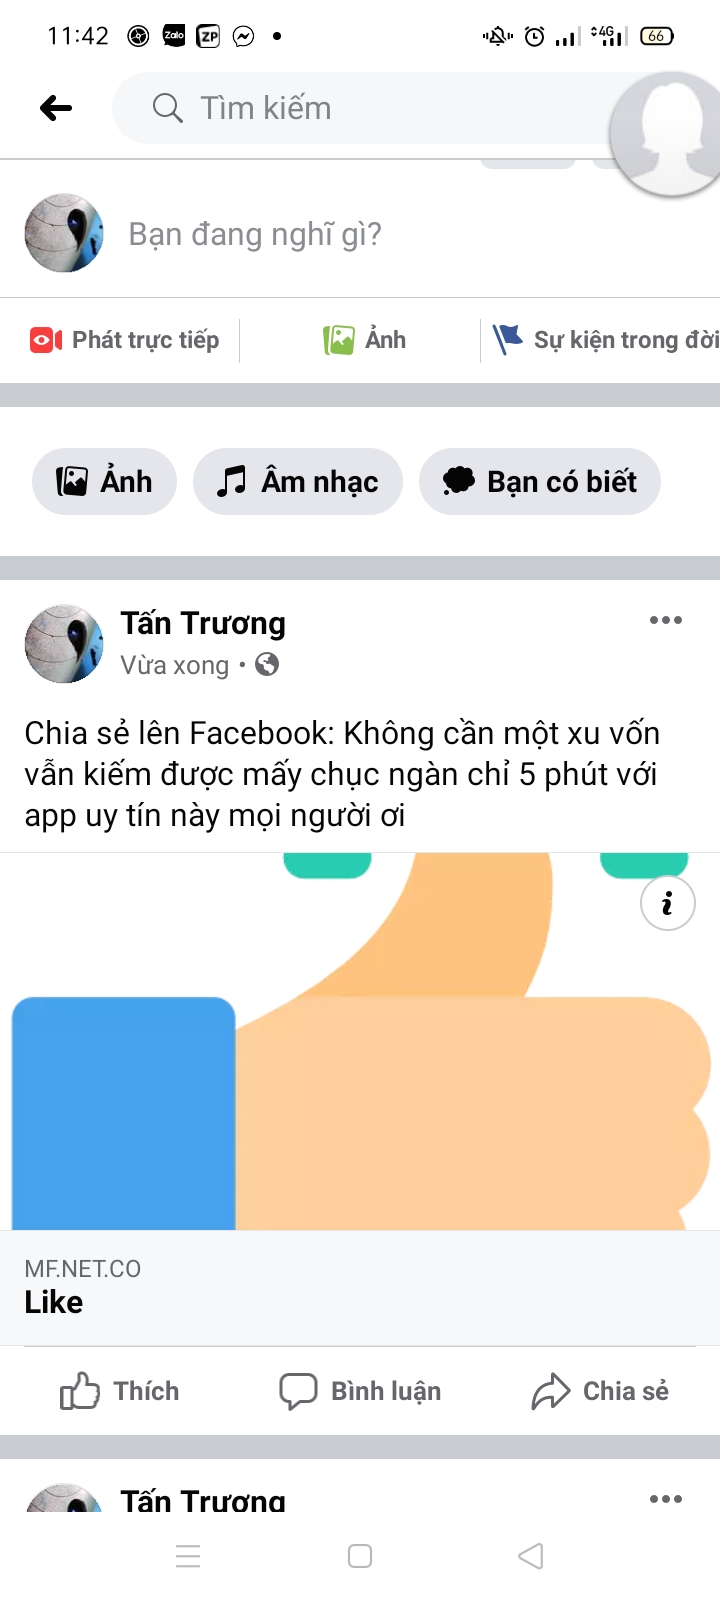 11:42 Zalo ZP 4G 66
Tìm kiếm
Bạn đang nghĩ gì?
Phát trực tiếp Ảnh Sự kiện trong đời
Ảnh Âm nhạc Bạn có biết
Tấn Trương
Vừa xong •
Chia sẻ lên Facebook: Không cần một xu vốn
vẫn kiếm được mấy chục ngàn chỉ 5 phút với
app uy tín này mọi người ơi
i
MF.NET.CO
Like
Thích Bình luận Chia sẻ
Tấn Trương